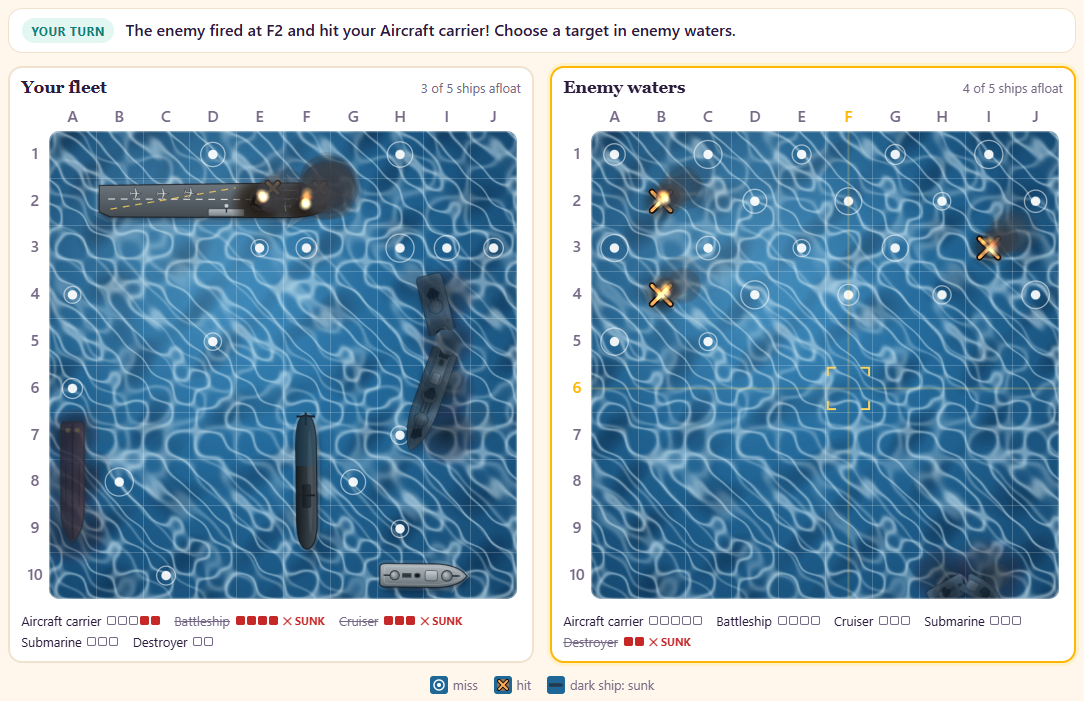 YOUR TURN The enemy fired at F2 and hit your Aircraft carrier! Choose a target in enemy waters.
Your fleet 3 of 5 ships afloat
A B C D E F G H I J
1
2
3
4
5
6
7
8
9
10
Aircraft carrier Battleship SUNK Cruiser SUNK
Submarine Destroyer
Enemy waters 4 of 5 ships afloat
A B C D E F G H I J
1
2
3
4
5
6
7
8
9
10
Aircraft carrier Battleship Cruiser Submarine
Destroyer SUNK
miss hit dark ship: sunk